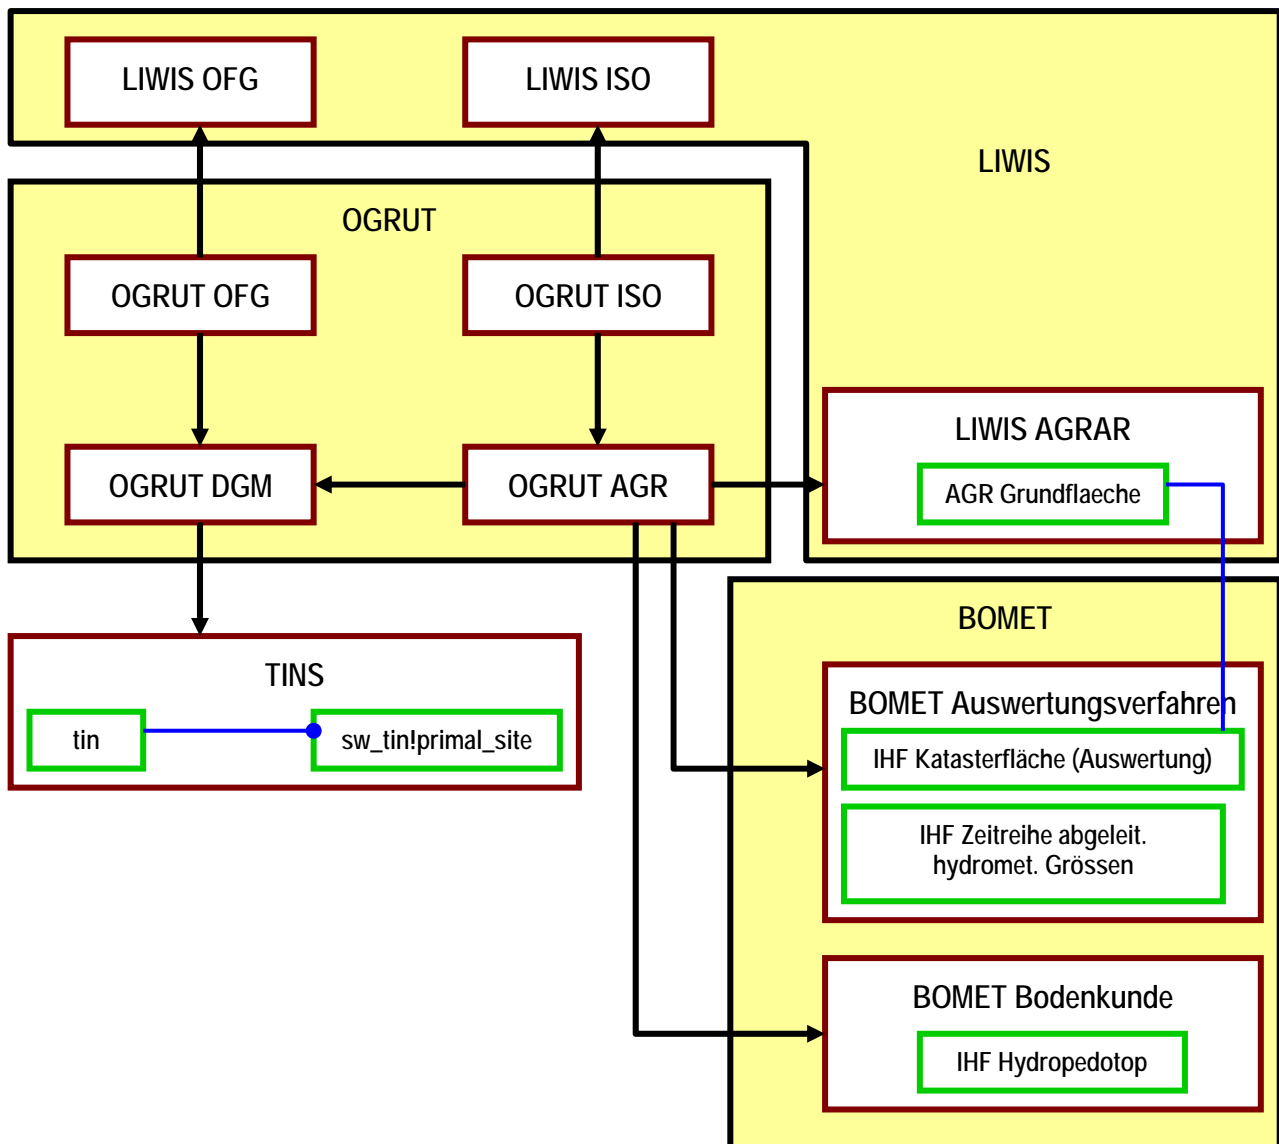 LIWIS OFG
LIWIS ISO
LIWIS
OGRUT
OGRUT OFG
OGRUT ISO
OGRUT DGM
OGRUT AGR
LIWIS AGRAR
AGR Grundflaeche
TINS
tin
sw_tin!primal_site
BOMET
BOMET Auswertungsverfahren
IHF Katasterfläche (Auswertung)
IHF Zeitreihe abgeleit.
hydromet. Grössen
BOMET Bodenkunde
IHF Hydropedotop